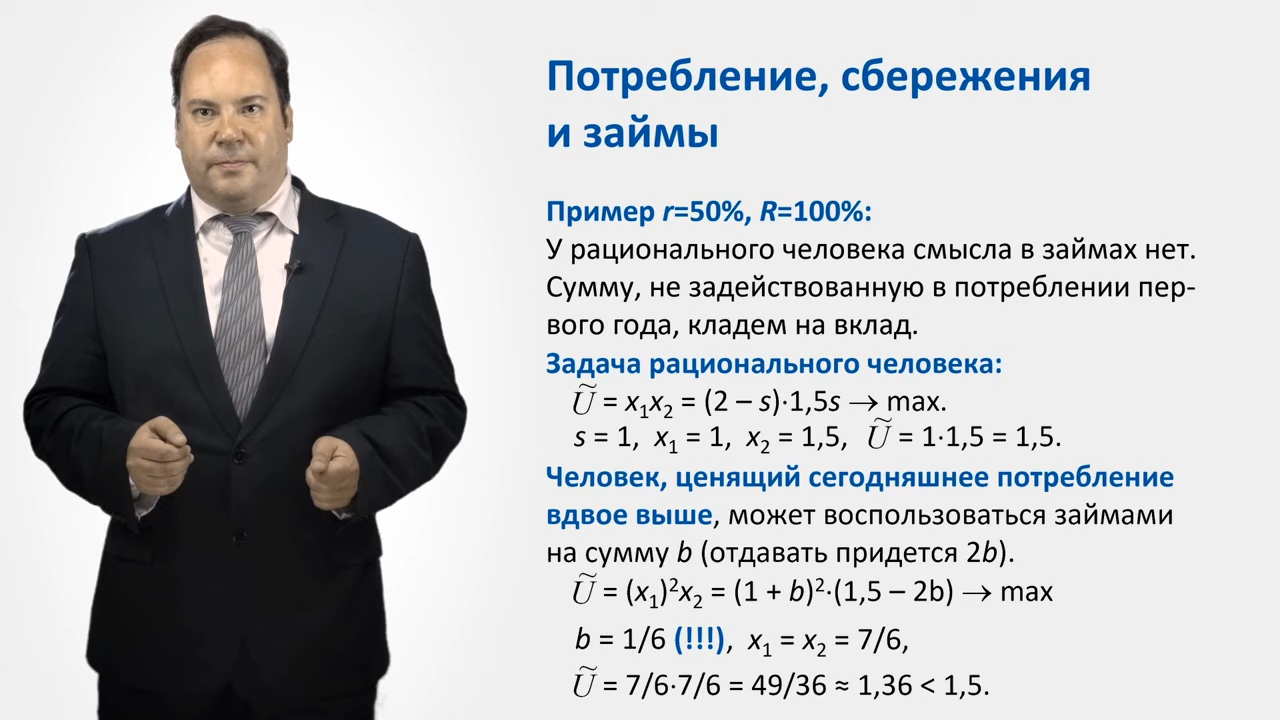 Потребление, сбережения
и займы
Пример r=50%, R=100%:
У рационального человека смысла в займах нет.
Сумму, не задействованную в потреблении пер-
вого года, кладем на вклад.
Задача рационального человека:
Ũ = x₁x₂ = (2 – s)·1,5s → max.
s = 1, x₁ = 1, x₂ = 1,5, Ũ = 1·1,5 = 1,5.
Человек, ценящий сегодняшнее потребление
вдвое выше, может воспользоваться займами
на сумму b (отдавать придется 2b).
Ũ = (x₁)²x₂ = (1 + b)²·(1,5 – 2b) → max
b = 1/6 (!!!), x₁ = x₂ = 7/6,
Ũ = 7/6·7/6 = 49/36 ≈ 1,36 < 1,5.